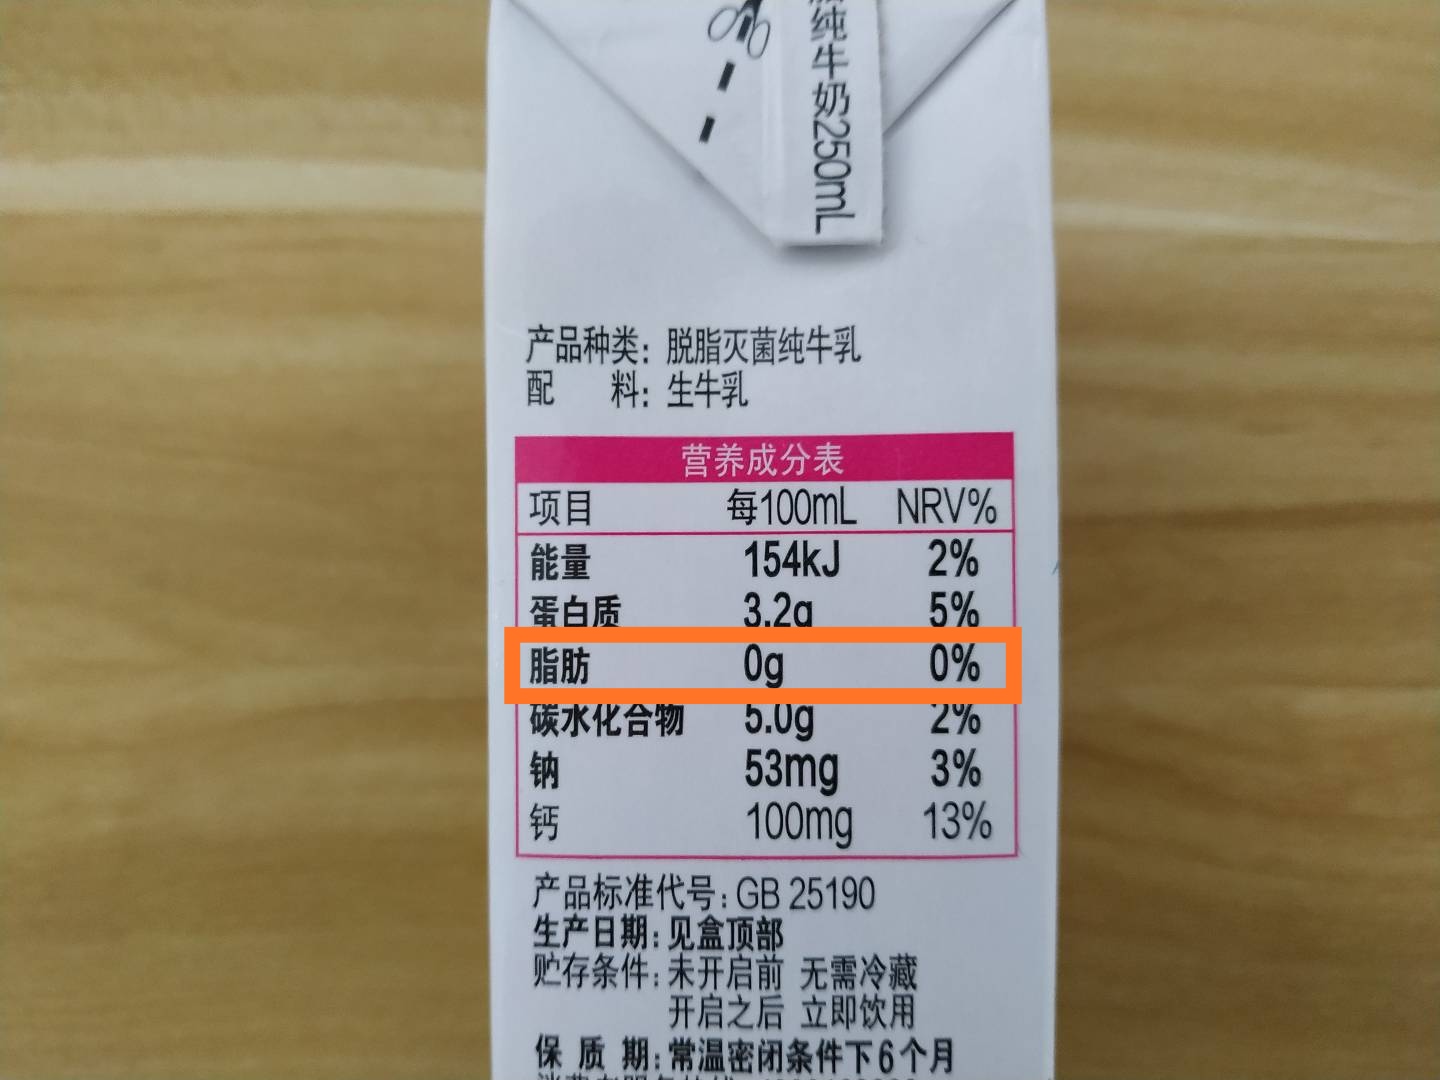 纯牛奶250mL
产品种类：脱脂灭菌纯牛乳
配 料：生牛乳
营养成分表
项目 每100mL NRV%
能量 154kJ 2%
蛋白质 3.2g 5%
脂肪 0g 0%
碳水化合物 5.0g 2%
钠 53mg 3%
钙 100mg 13%
产品标准代号：GB 25190
生产日期：见盒顶部
贮存条件：未开启前 无需冷藏
开启之后 立即饮用
保 质 期：常温密闭条件下6个月